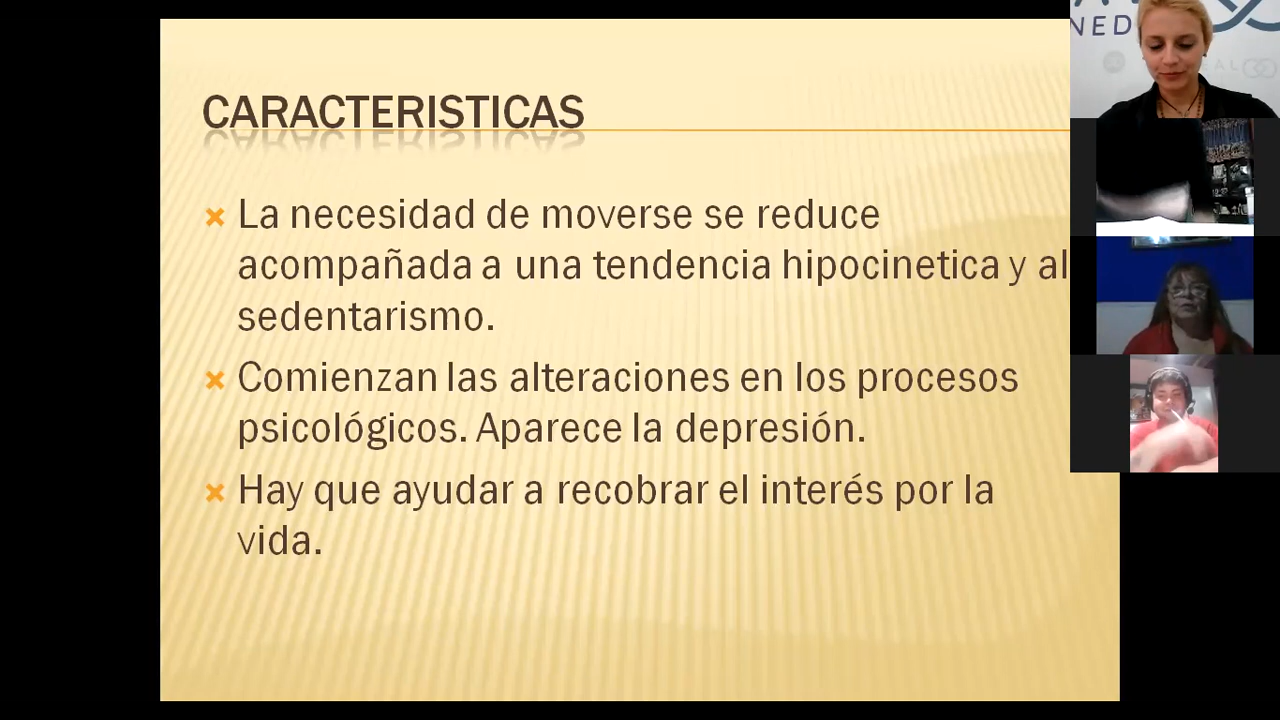 CARACTERISTICAS
La necesidad de moverse se reduce
acompañada a una tendencia hipocinetica y al
sedentarismo.
Comienzan las alteraciones en los procesos
psicológicos. Aparece la depresión.
Hay que ayudar a recobrar el interés por la
vida.
NED